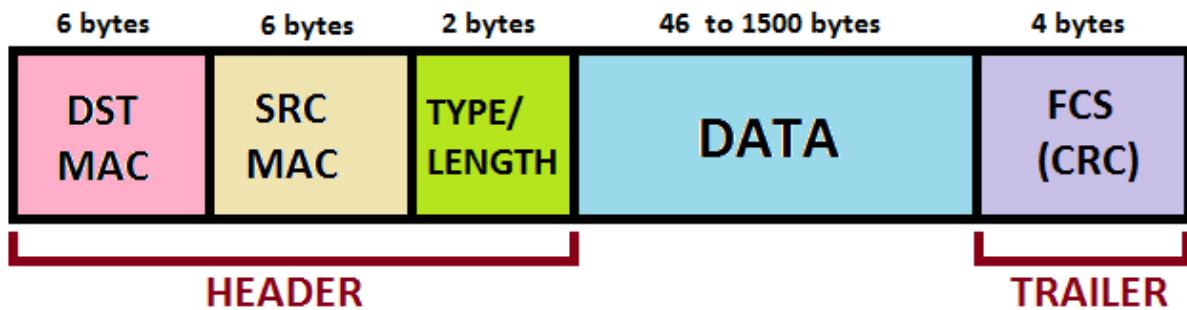 6 bytes
6 bytes
2 bytes
46 to 1500 bytes
4 bytes
DST
MAC
SRC
MAC
TYPE/
LENGTH
DATA
FCS
(CRC)
HEADER
TRAILER